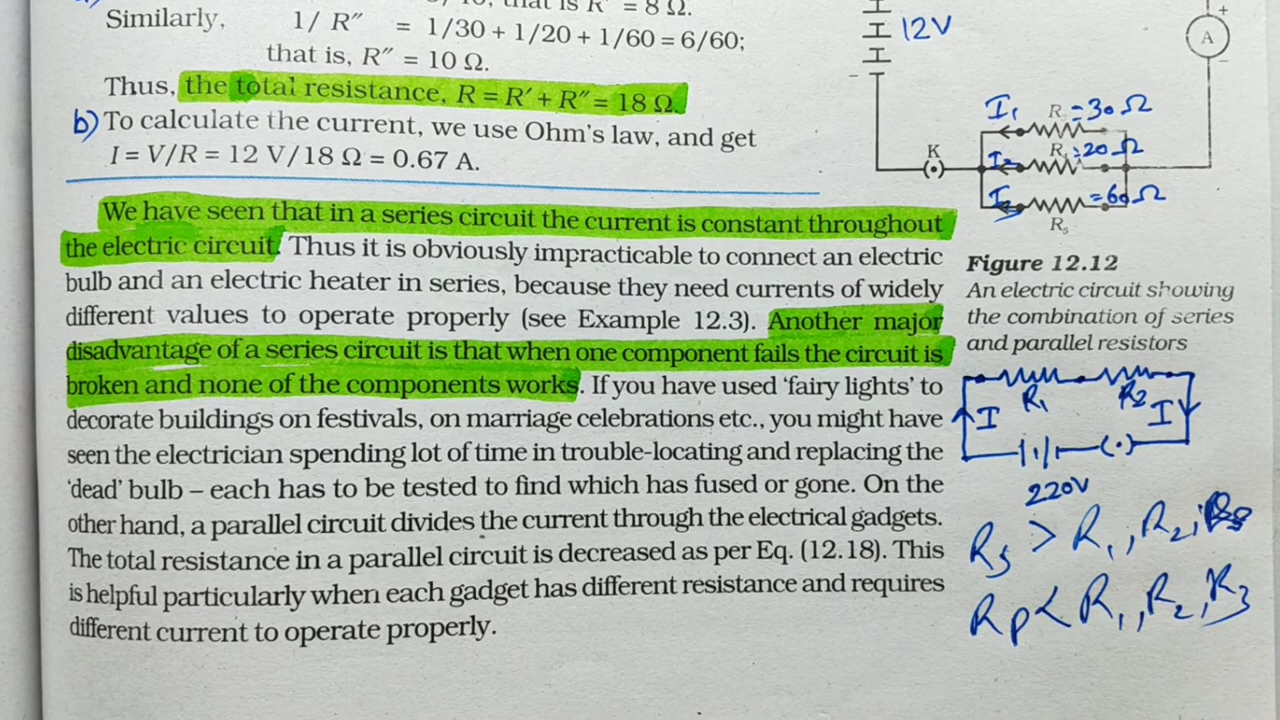 that is R′ = 8 Ω.
Similarly, 1/ R″ = 1/30 + 1/20 + 1/60 = 6/60;
that is, R″ = 10 Ω.
Thus, the total resistance, R = R′ + R″ = 18 Ω.
b) To calculate the current, we use Ohm's law, and get
I = V/R = 12 V/18 Ω = 0.67 A.
We have seen that in a series circuit the current is constant throughout
the electric circuit. Thus it is obviously impracticable to connect an electric
bulb and an electric heater in series, because they need currents of widely
different values to operate properly (see Example 12.3). Another major
disadvantage of a series circuit is that when one component fails the circuit is
broken and none of the components works. If you have used ‘fairy lights’ to
decorate buildings on festivals, on marriage celebrations etc., you might have
seen the electrician spending lot of time in trouble-locating and replacing the
‘dead’ bulb – each has to be tested to find which has fused or gone. On the
other hand, a parallel circuit divides the current through the electrical gadgets.
The total resistance in a parallel circuit is decreased as per Eq. (12.18). This
is helpful particularly when each gadget has different resistance and requires
different current to operate properly.
12V
+
A
–
–
K
I₁ R =30Ω
R =20Ω
=60Ω
R₅
Figure 12.12
An electric circuit showing
the combination of series
and parallel resistors
R₁ R₂
I I
220V
Rs > R₁, R₂,
Rp < R₁, R₂, R₃